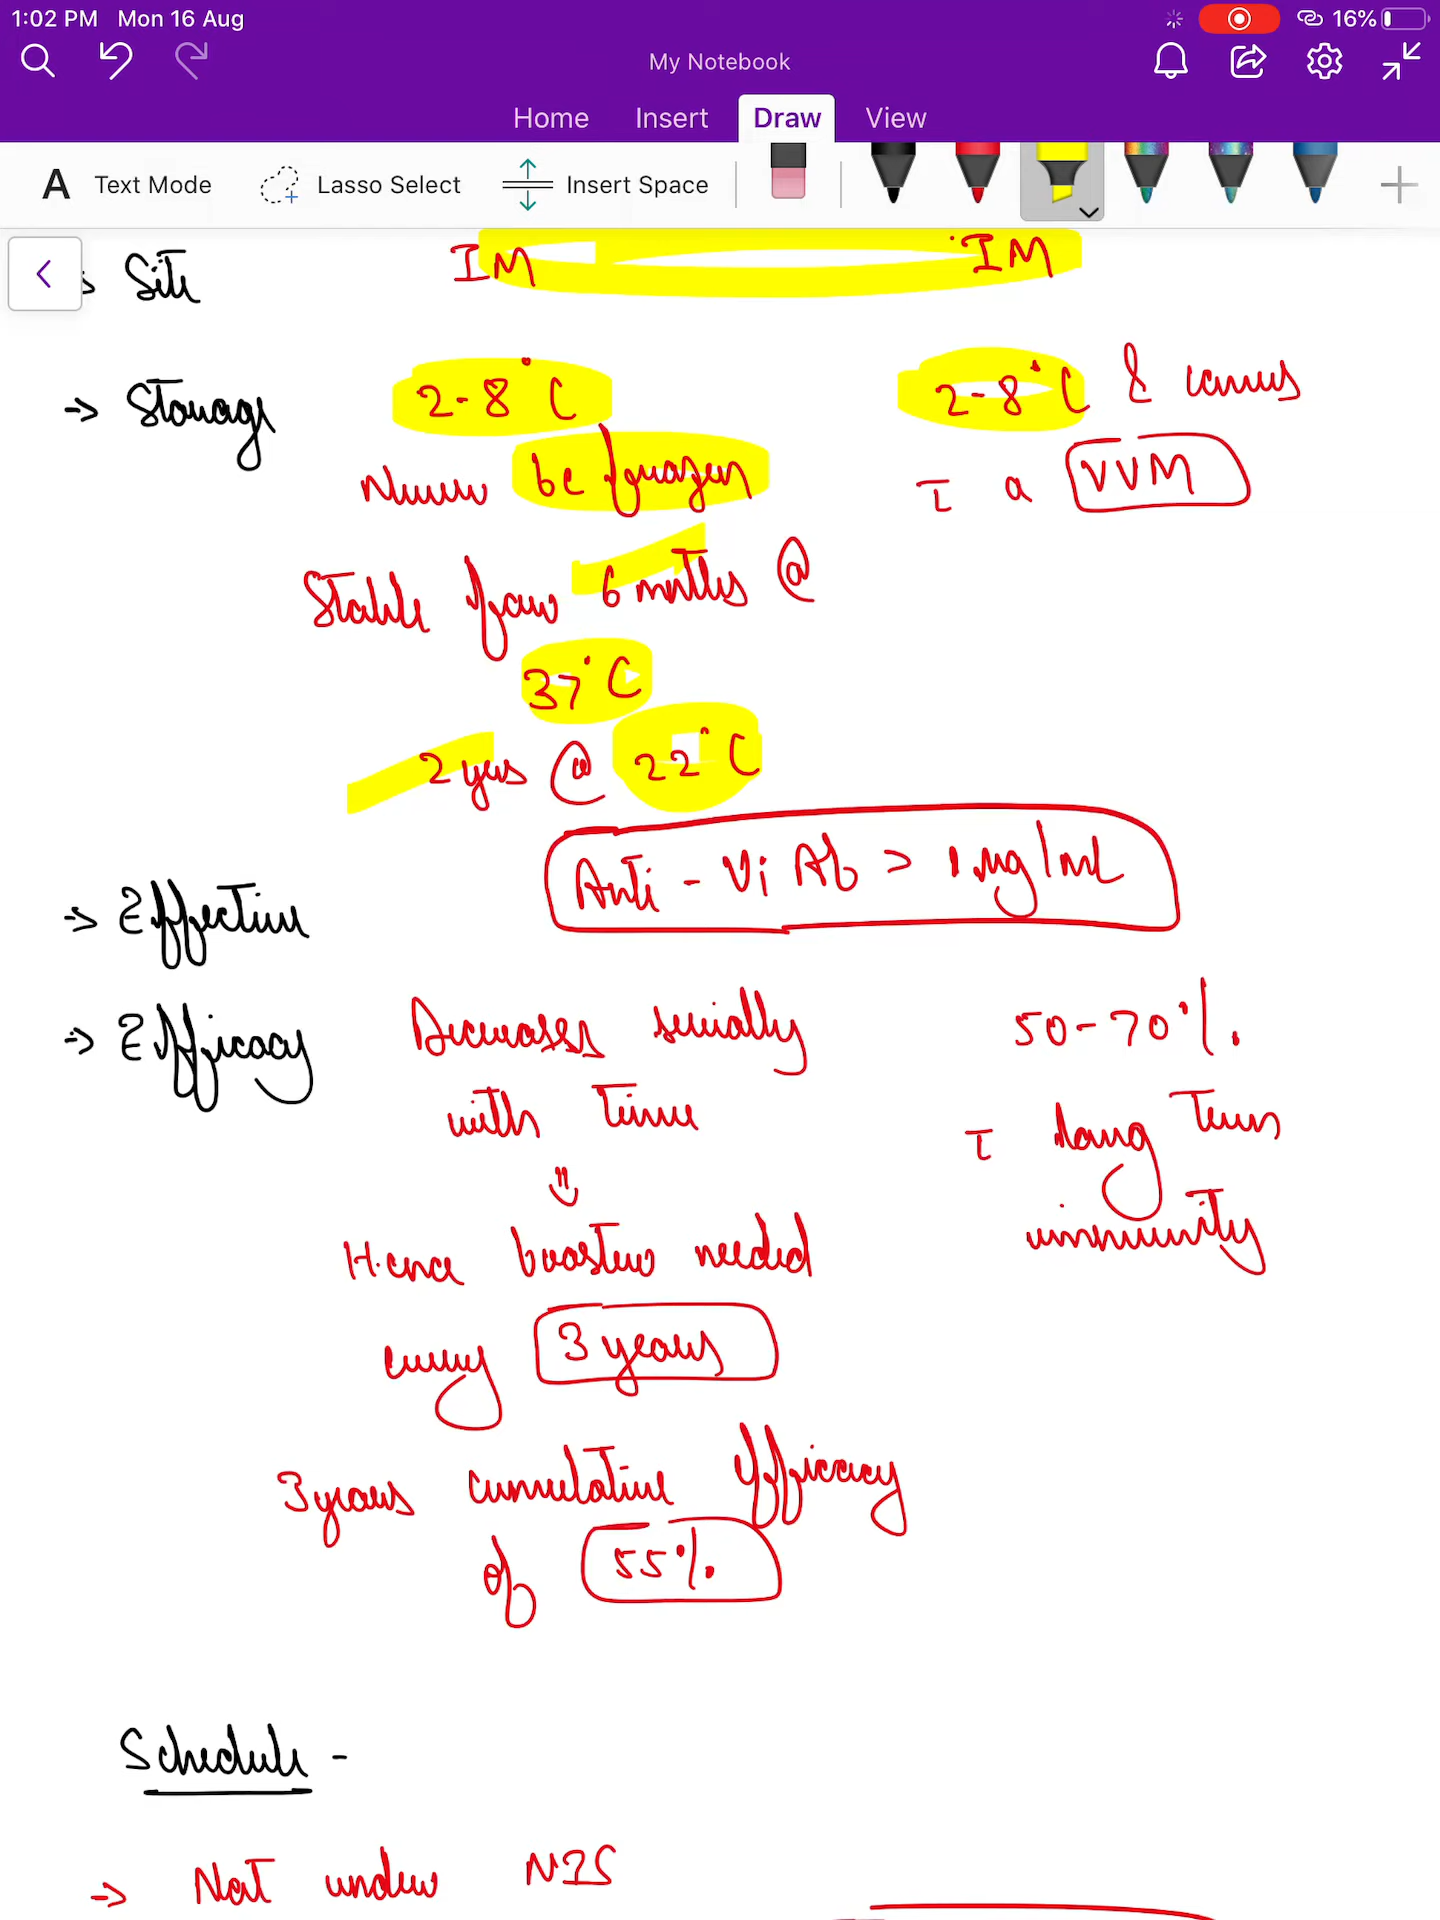 1:02 PM Mon 16 Aug 16%
My Notebook
Home Insert Draw View
A Text Mode Lasso Select Insert Space
Site IM IM
→ Storage 2-8°C 2-8°C & comes
Never be frozen c̄ a VVM
Stable for 6 months @
37°C
2 yrs @ 22°C
→ Effective Anti - Vi Ab > 1 μg/mL
→ Efficacy Decreases serially 50-70%
with time c̄ long term
immunity
Hence booster needed
every 3 years
3 years cumulative efficacy
of 55%
Schedule -
→ Not under NIS